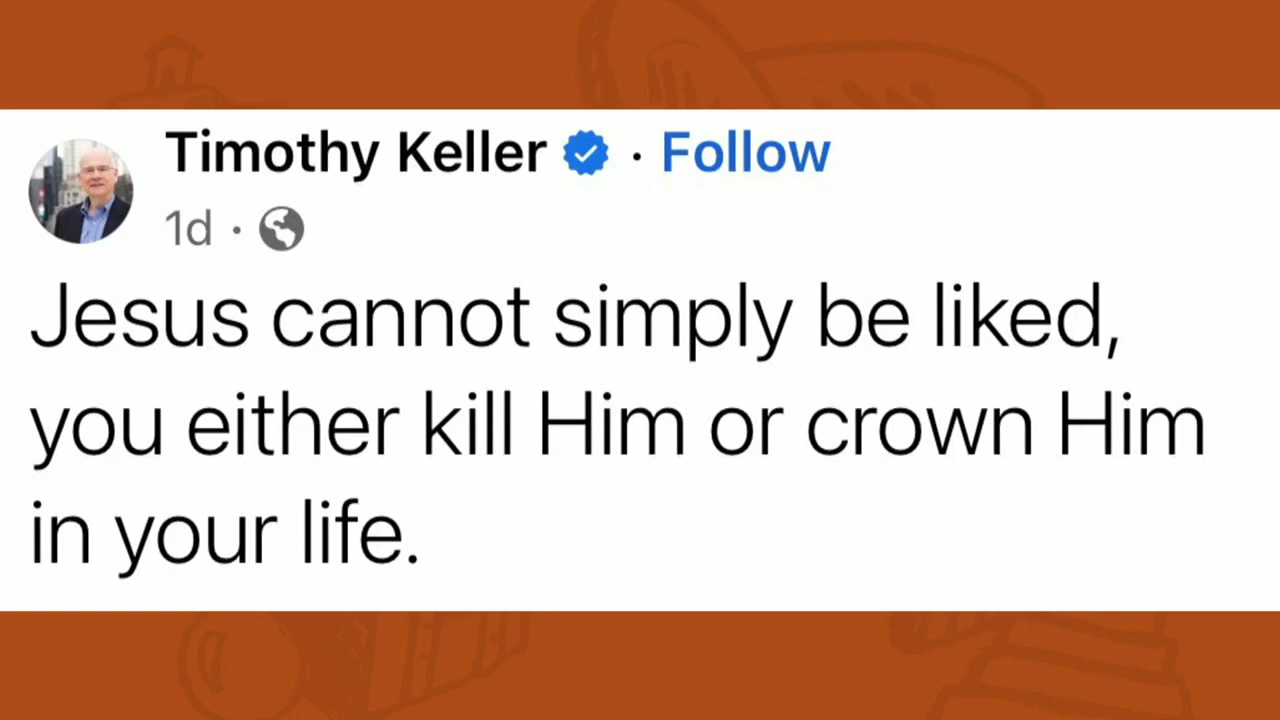 Timothy Keller · Follow
1d ·
Jesus cannot simply be liked,
you either kill Him or crown Him
in your life.